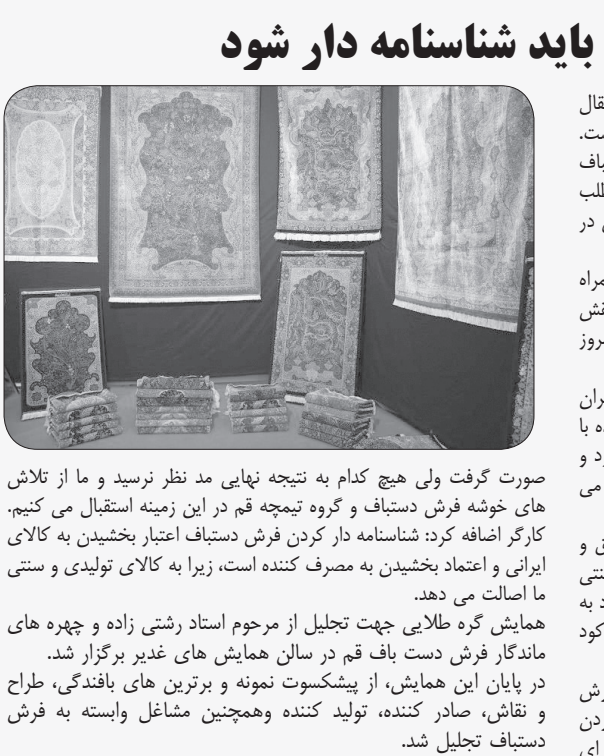 باید شناسنامه دار شود
در
با
و
می
و
به
صورت گرفت ولی هیچ کدام به نتیجه نهایی مد نظر نرسید و ما از تلاش
های خوشه فرش دستباف و گروه تیمچه قم در این زمینه استقبال می کنیم.
کارگر اضافه کرد: شناسنامه دار کردن فرش دستباف اعتبار بخشیدن به کالای
ایرانی و اعتماد بخشیدن به مصرف کننده است، زیرا به کالای تولیدی و سنتی
ما اصالت می دهد.
همایش گره طلایی جهت تجلیل از مرحوم استاد رشتی زاده و چهره های
ماندگار فرش دست باف قم در سالن همایش های غدیر برگزار شد.
در پایان این همایش، از پیشکسوت نمونه و برترین های بافندگی، طراح
و نقاش، صادر کننده، تولید کننده وهمچنین مشاغل وابسته به فرش
دستباف تجلیل شد.